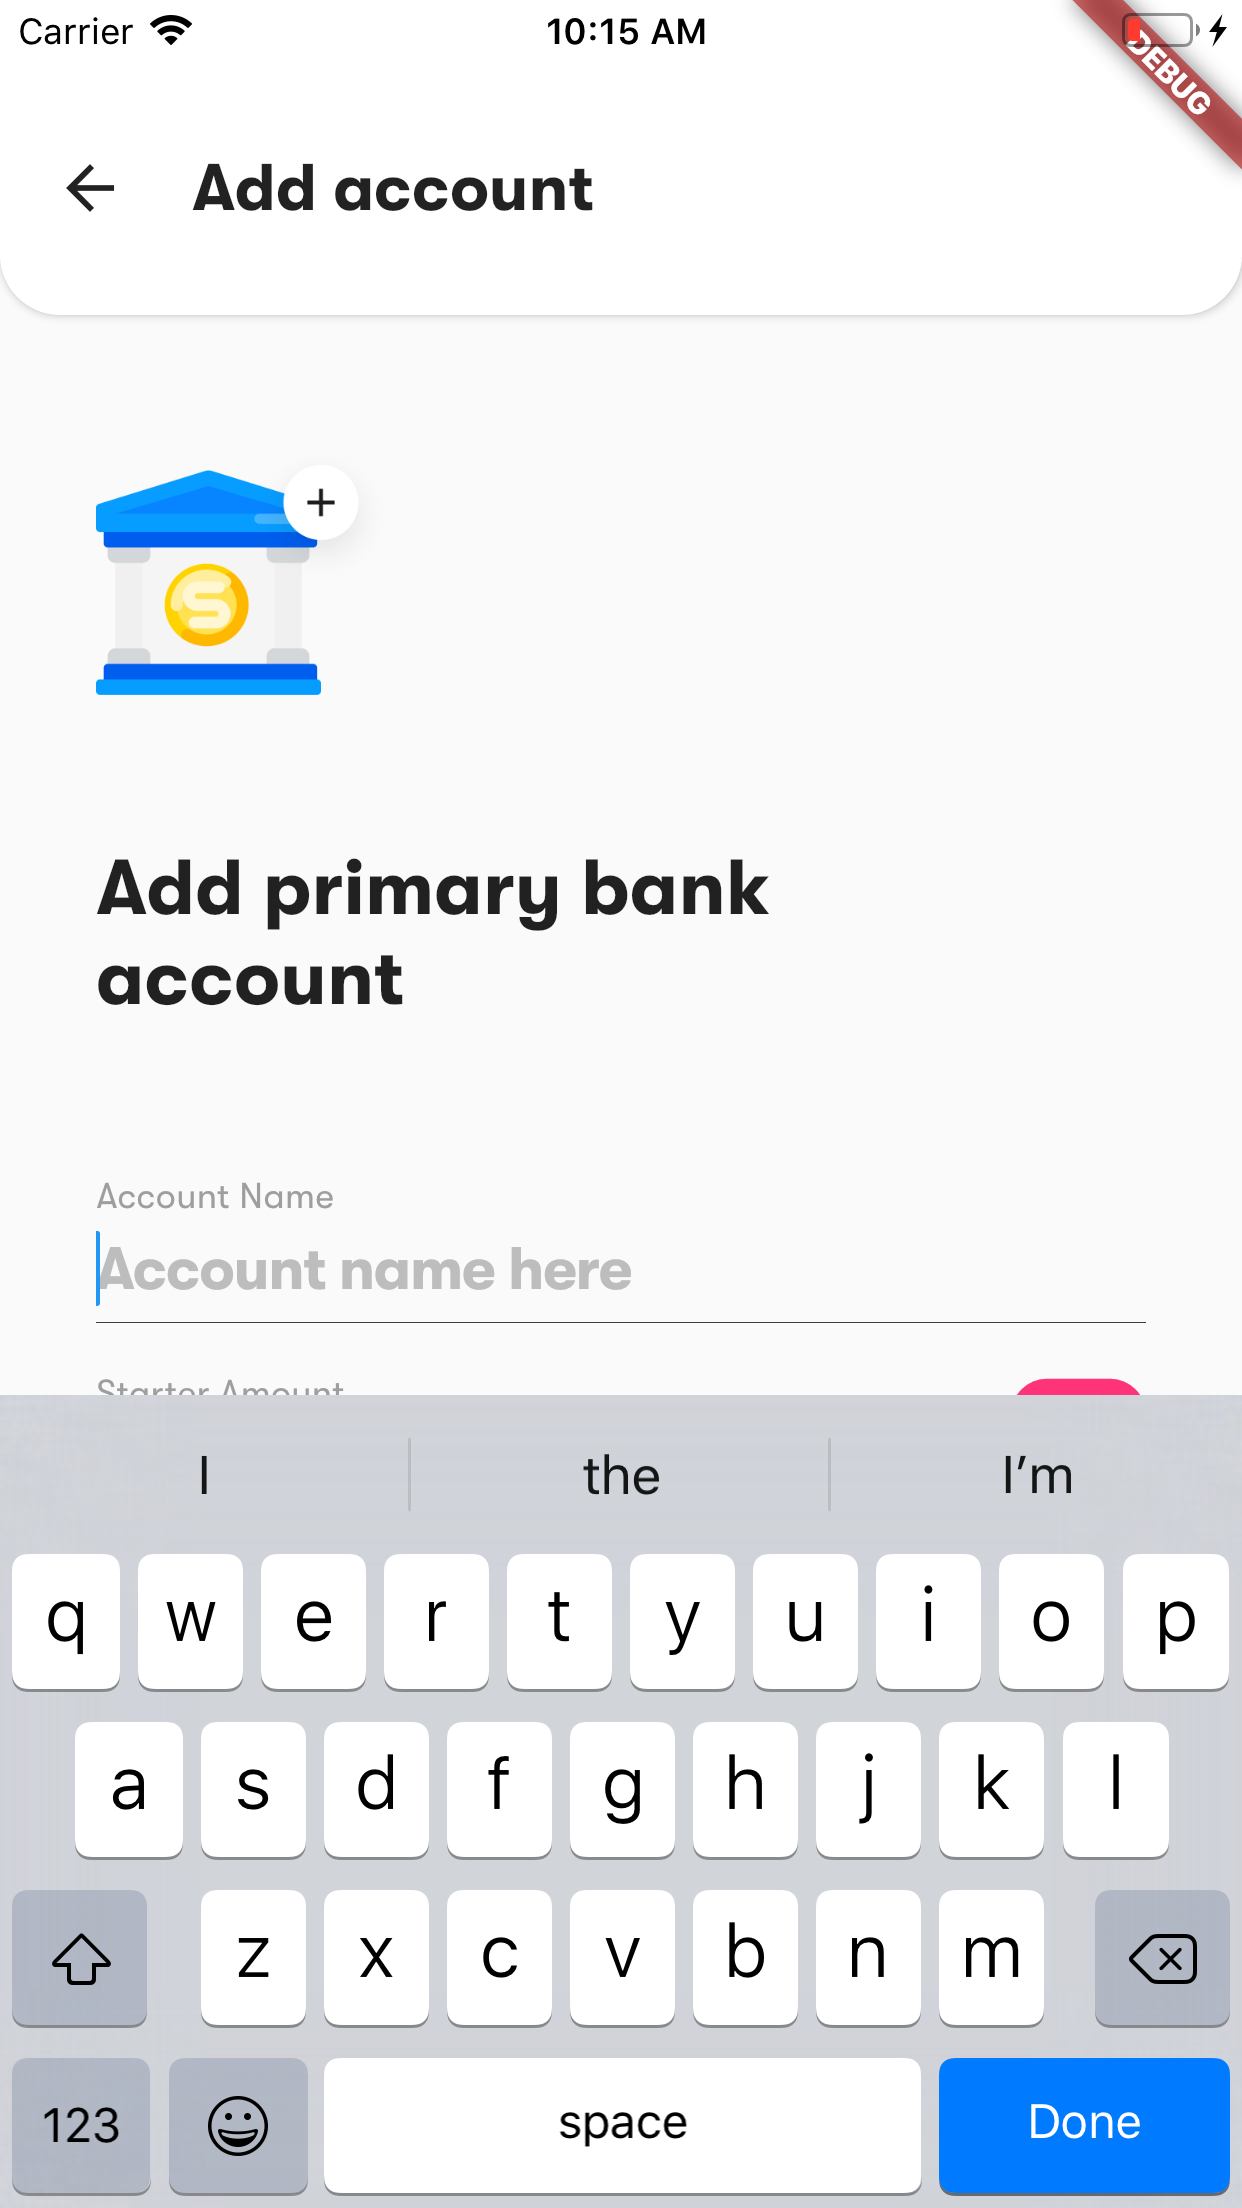 Carrier 10:15 AM
DEBUG
Add account
Add primary bank
account
Account Name
Account name here
Starter Amount
I the I’m
q w e r t y u i o p
a s d f g h j k l
z x c v b n m
123 space Done